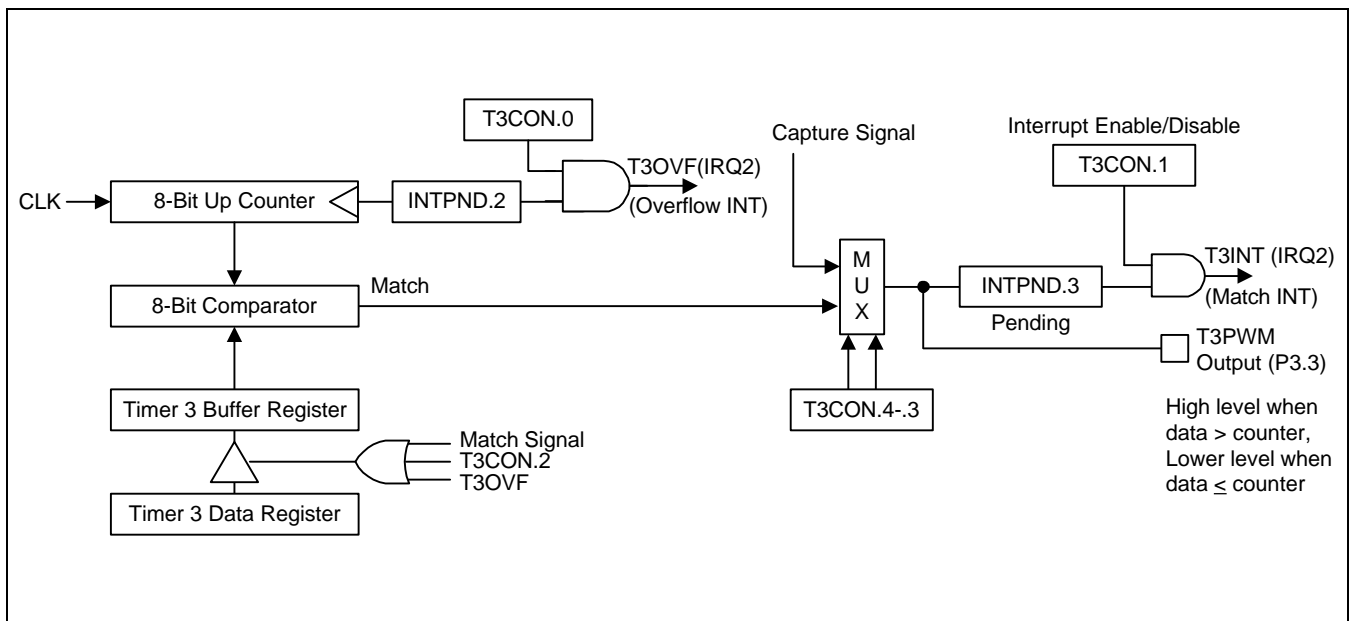 T3CON.0
Capture Signal
Interrupt Enable/Disable
T3CON.1
CLK
8-Bit Up Counter
INTPND.2
T3OVF(IRQ2)
(Overflow INT)
M
U
X
T3INT (IRQ2)
(Match INT)
8-Bit Comparator
Match
INTPND.3
Pending
T3PWM
Output (P3.3)
Timer 3 Buffer Register
T3CON.4-.3
High level when
data > counter,
Lower level when
data ≤ counter
Match Signal
T3CON.2
T3OVF
Timer 3 Data Register